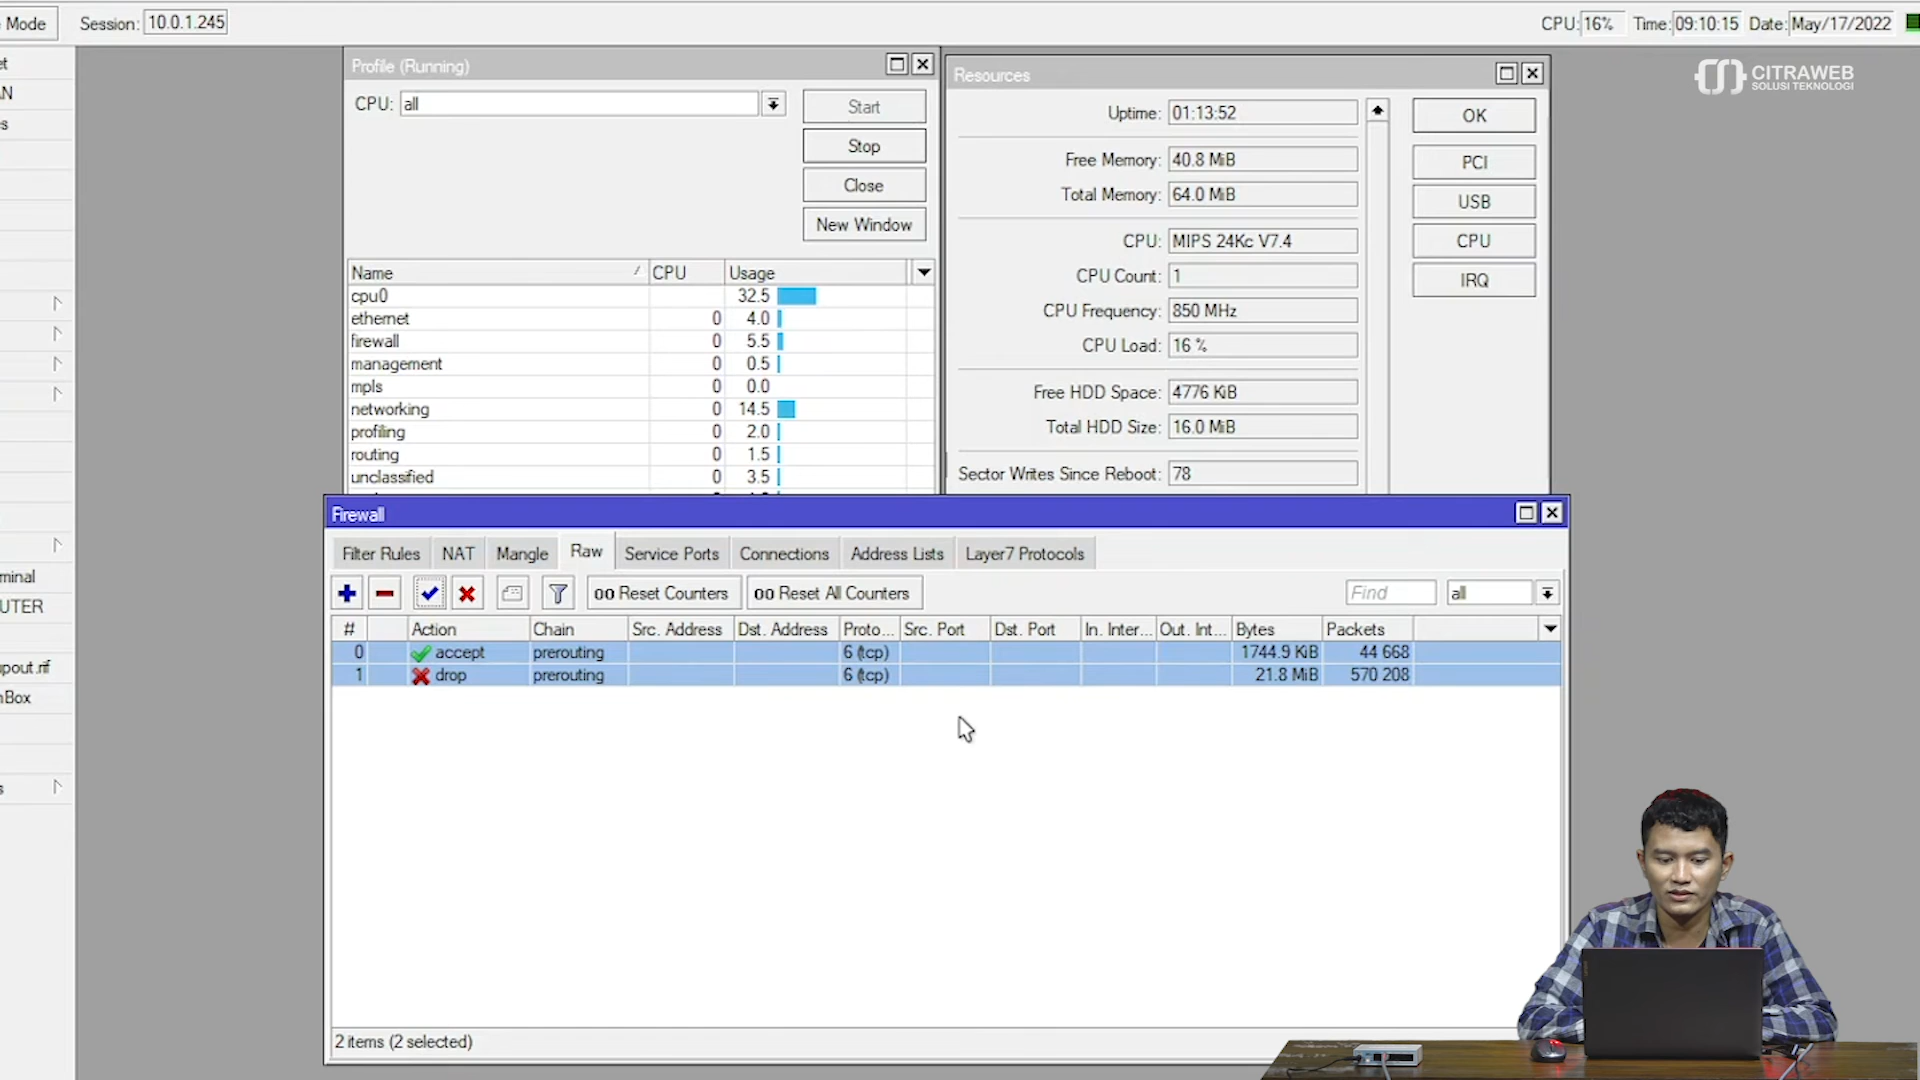 Mode Session: 10.0.1.245 CPU: 16% Time: 09:10:15 Date: May/17/2022
CITRAWEB
SOLUSI TEKNOLOGI
et
AN
s
minal
UTER
upout.rif
nBox
s
Profile (Running)
CPU: all
Start
Stop
Close
New Window
Name / CPU Usage
cpu0 32.5
ethernet 0 4.0
firewall 0 5.5
management 0 0.5
mpls 0 0.0
networking 0 14.5
profiling 0 2.0
routing 0 1.5
unclassified 0 3.5
Resources
Uptime: 01:13:52
Free Memory: 40.8 MiB
Total Memory: 64.0 MiB
CPU: MIPS 24Kc V7.4
CPU Count: 1
CPU Frequency: 850 MHz
CPU Load: 16 %
Free HDD Space: 4776 KiB
Total HDD Size: 16.0 MiB
Sector Writes Since Reboot: 78
OK
PCI
USB
CPU
IRQ
Firewall
Filter Rules NAT Mangle Raw Service Ports Connections Address Lists Layer7 Protocols
00 Reset Counters 00 Reset All Counters Find all
# Action Chain Src. Address Dst. Address Proto... Src. Port Dst. Port In. Inter... Out. Int... Bytes Packets
0 accept prerouting 6 (tcp) 1744.9 KiB 44 668
1 drop prerouting 6 (tcp) 21.8 MiB 570 208
2 items (2 selected)